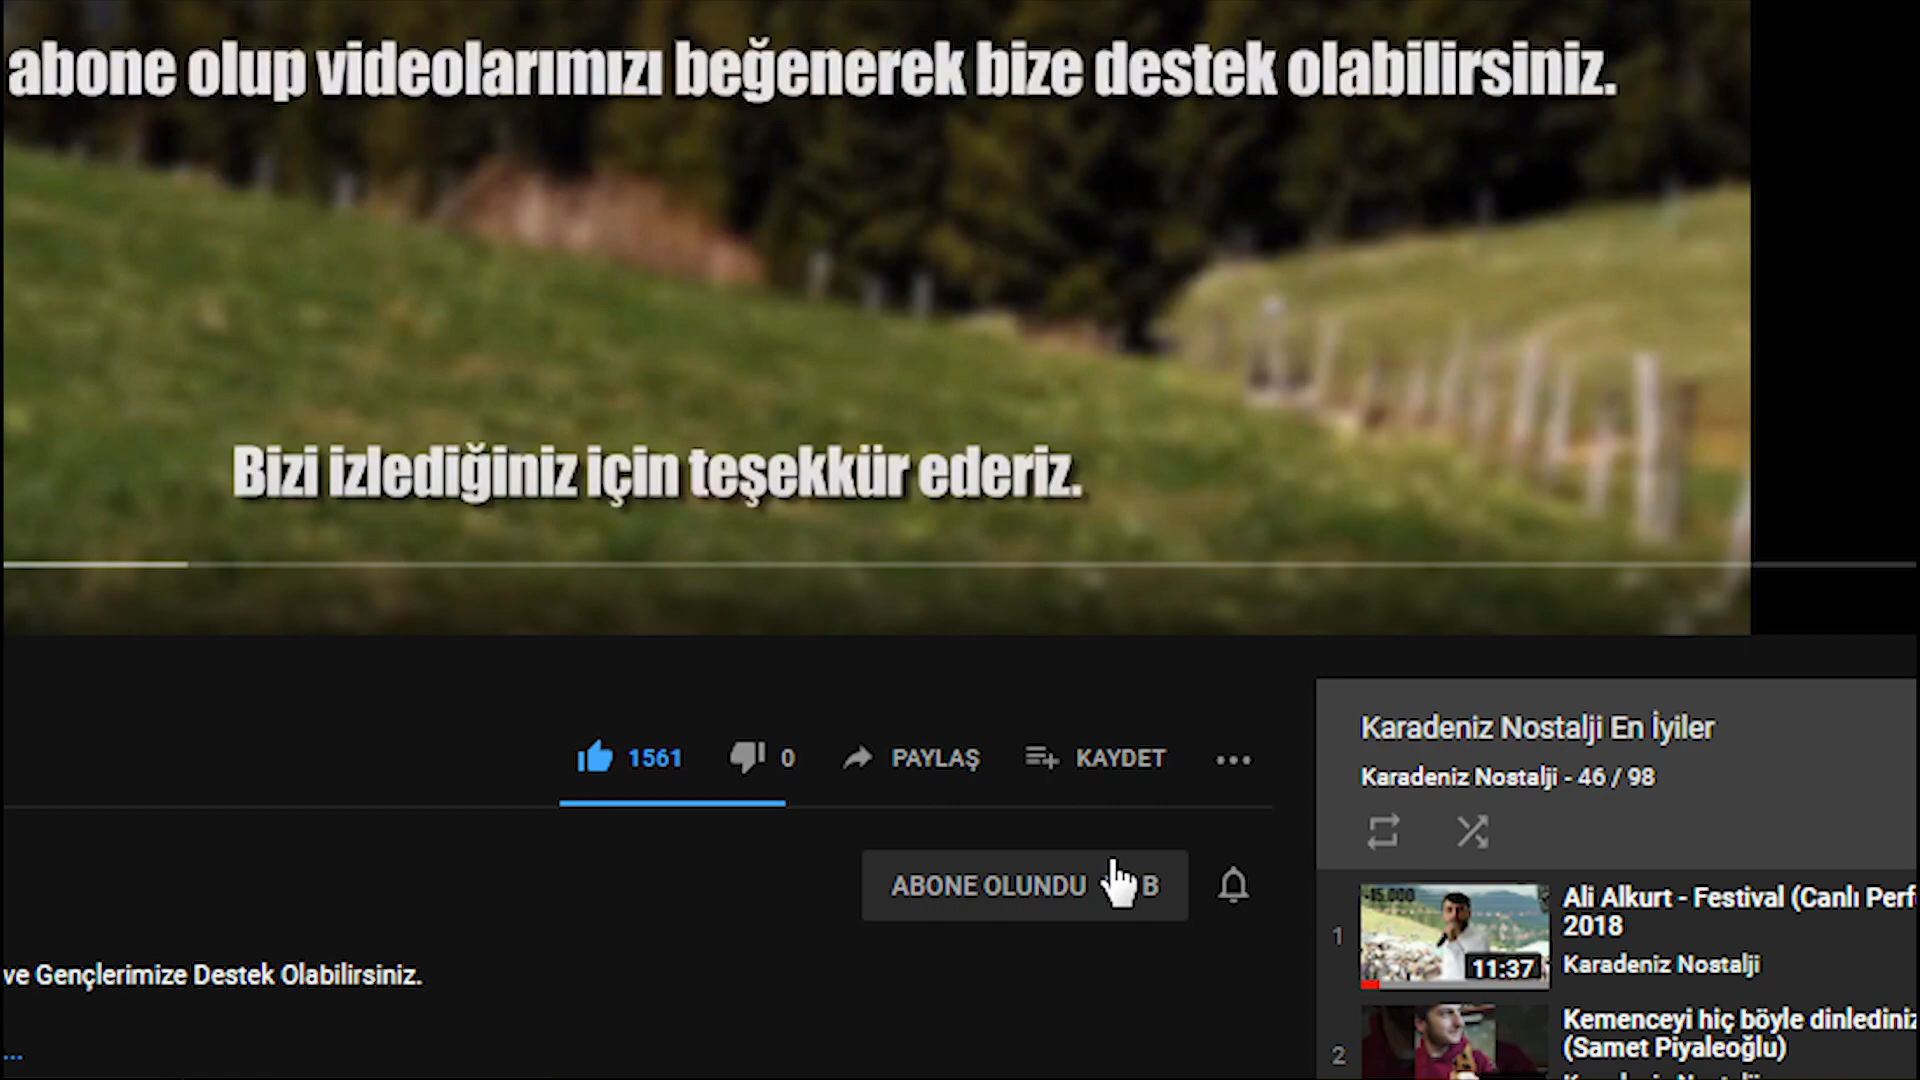 abone olup videolarımızı beğenerek bize destek olabilirsiniz.
Bizi izlediğiniz için teşekkür ederiz.
1561
0
PAYLAŞ
KAYDET
ABONE OLUNDU
B
ve Gençlerimize Destek Olabilirsiniz.
...
Karadeniz Nostalji En İyiler
Karadeniz Nostalji - 46 / 98
1
15.000
11:37
Ali Alkurt - Festival (Canlı Perf
2018
Karadeniz Nostalji
2
Kemenceyi hiç böyle dinlediniz
(Samet Piyaleoğlu)